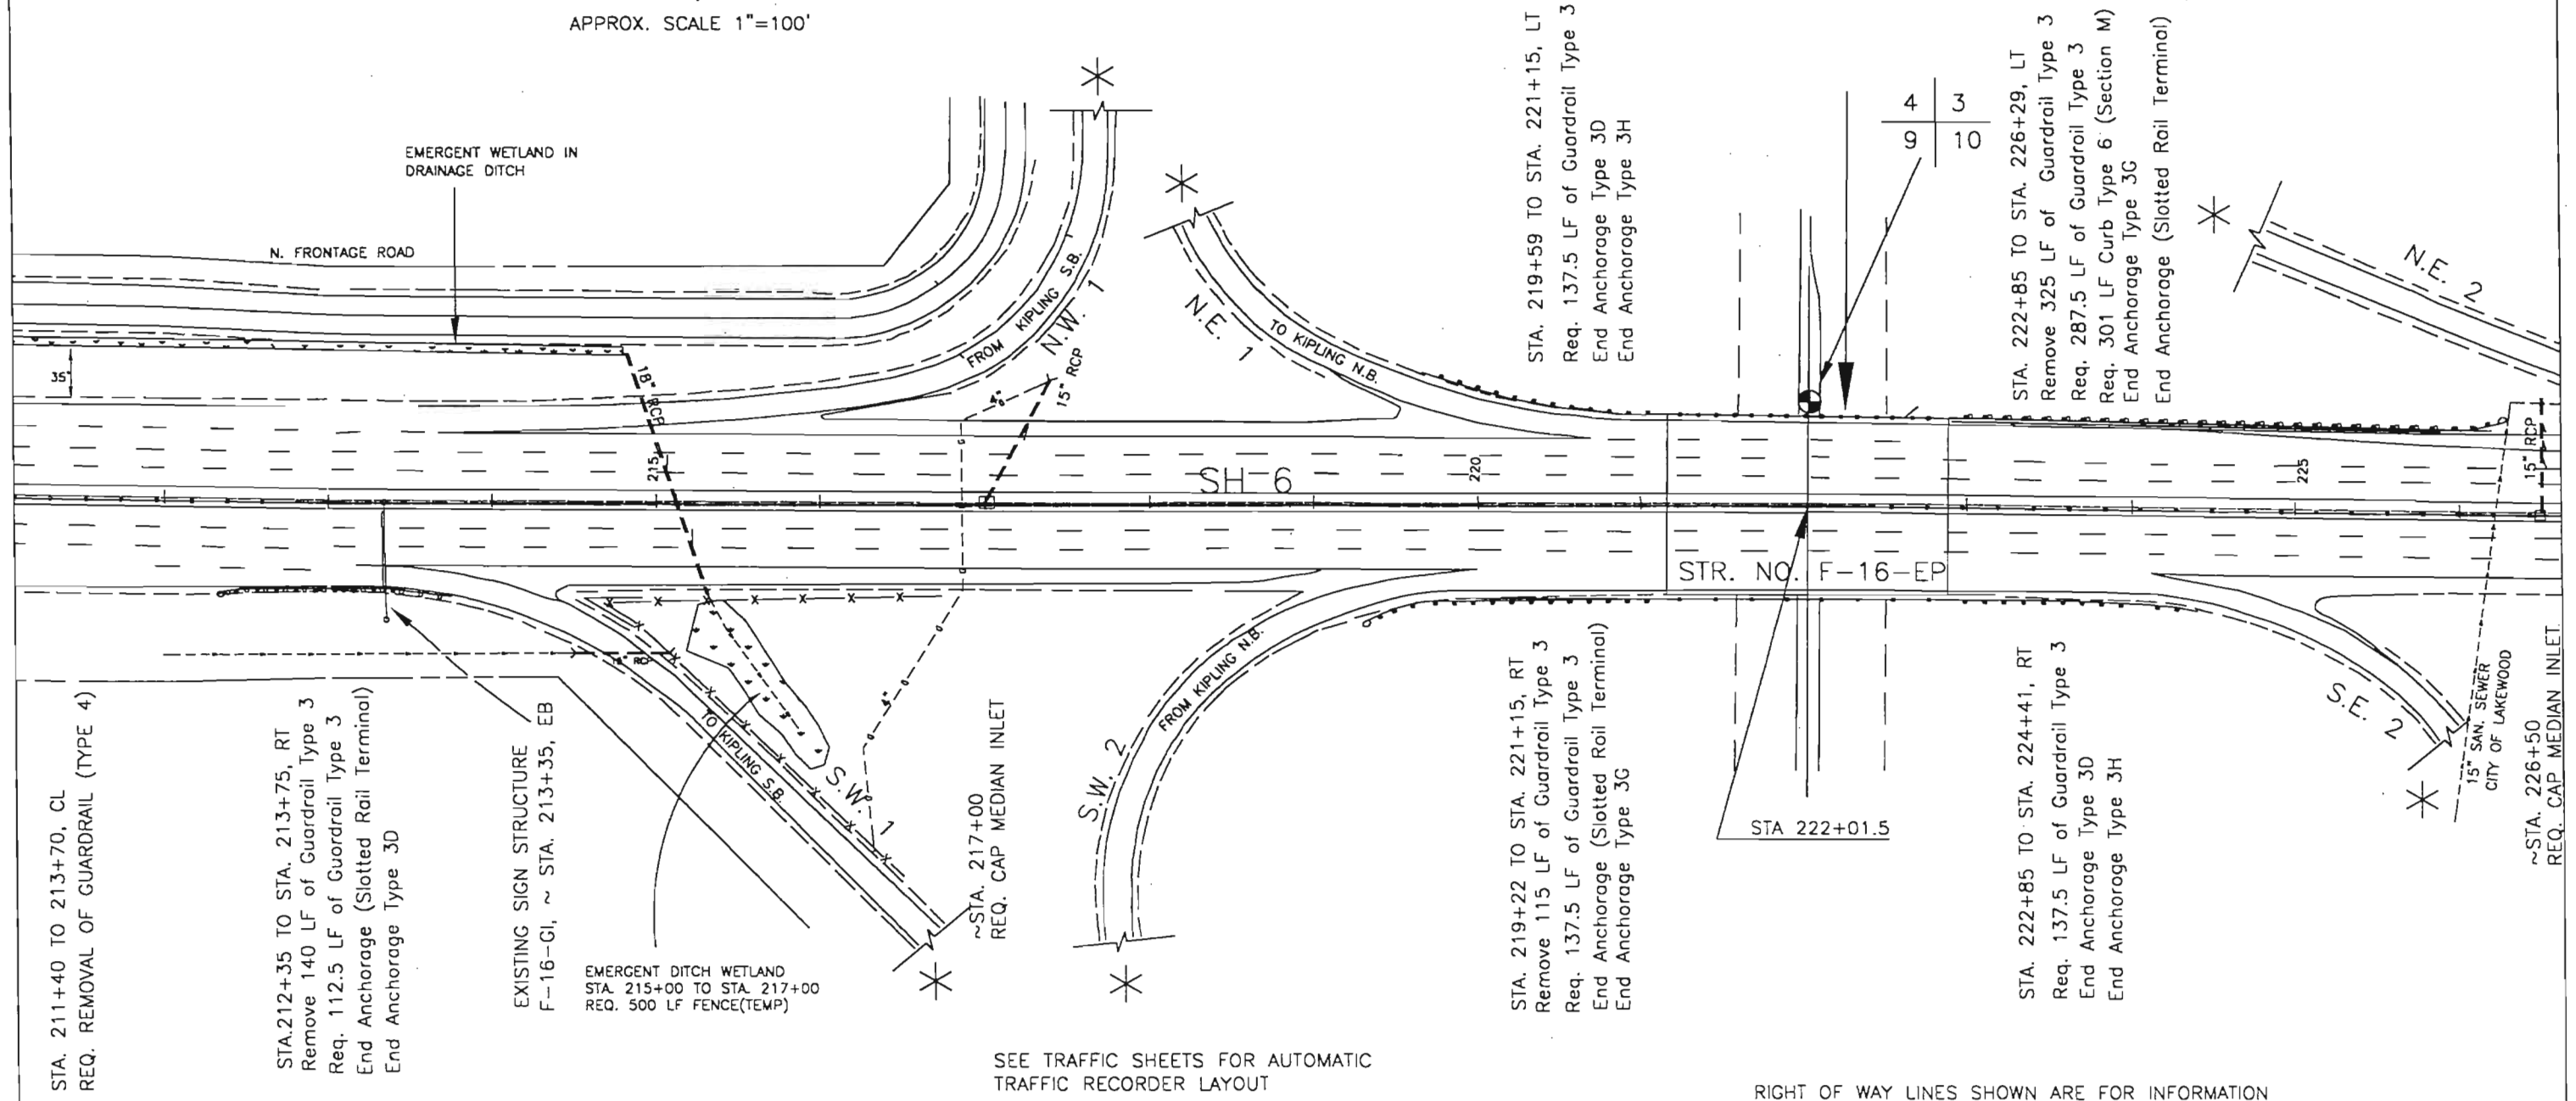 APPROX. SCALE 1"=100'
EMERGENT WETLAND IN
DRAINAGE DITCH
N. FRONTAGE ROAD
35'
18" RCP
215
FROM KIPLING S.B.
N.W. 1
4"
15" RCP
N.E. 1
TO KIPLING N.B.
STA. 219+59 TO STA. 221+15, LT
Req. 137.5 LF of Guardrail Type 3
End Anchorage Type 3D
End Anchorage Type 3H
4 3
9 10
STA. 222+85 TO STA. 226+29, LT
Remove 325 LF of Guardrail Type 3
Req. 287.5 LF of Guardrail Type 3
Req. 301 LF Curb Type 6 (Section M)
End Anchorage Type 3G
End Anchorage (Slotted Rail Terminal)
N.E. 2
SH-6
220
225
15" RCP
STR. NO. F-16-EP
STA 222+01.5
18" RCP
TO KIPLING S.B.
S.W. 1
4"
FROM KIPLING N.B.
S.W. 2
S.E. 2
15" SAN. SEWER
CITY OF LAKEWOOD
~STA. 226+50
REQ. CAP MEDIAN INLET
STA. 211+40 TO 213+70, CL
REQ. REMOVAL OF GUARDRAIL (TYPE 4)
STA.212+35 TO STA. 213+75, RT
Remove 140 LF of Guardrail Type 3
Req. 112.5 LF of Guardrail Type 3
End Anchorage (Slotted Rail Terminal)
End Anchorage Type 3D
EXISTING SIGN STRUCTURE
F-16-GI, ~ STA. 213+35, EB
EMERGENT DITCH WETLAND
STA. 215+00 TO STA. 217+00
REQ. 500 LF FENCE(TEMP)
~STA. 217+00
REQ. CAP MEDIAN INLET
STA. 219+22 TO STA. 221+15, RT
Remove 115 LF of Guardrail Type 3
Req. 137.5 LF of Guardrail Type 3
End Anchorage (Slotted Rail Terminal)
End Anchorage Type 3G
STA. 222+85 TO STA. 224+41, RT
Req. 137.5 LF of Guardrail Type 3
End Anchorage Type 3D
End Anchorage Type 3H
SEE TRAFFIC SHEETS FOR AUTOMATIC
TRAFFIC RECORDER LAYOUT
RIGHT OF WAY LINES SHOWN ARE FOR INFORMATION